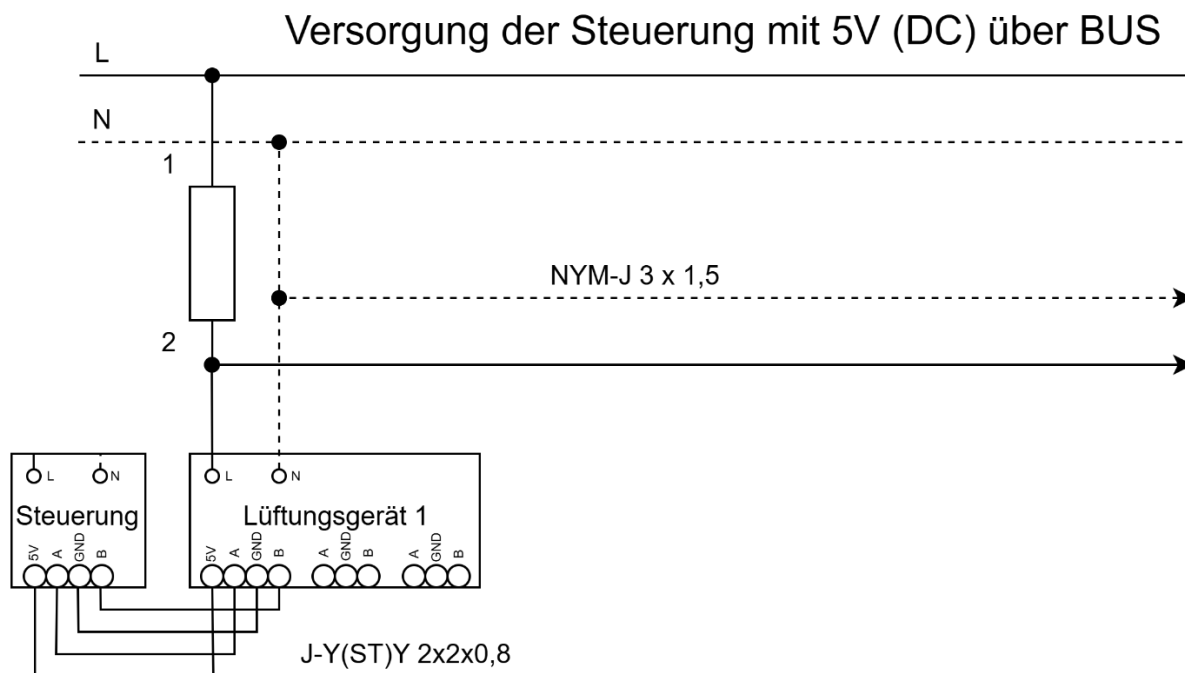 Versorgung der Steuerung mit 5V (DC) über BUS
L
N
1
NYM-J 3 x 1,5
2
L N
L N
Steuerung
Lüftungsgerät 1
5V A GND B
5V A GND B
A GND B
A GND B
J-Y(ST)Y 2x2x0,8